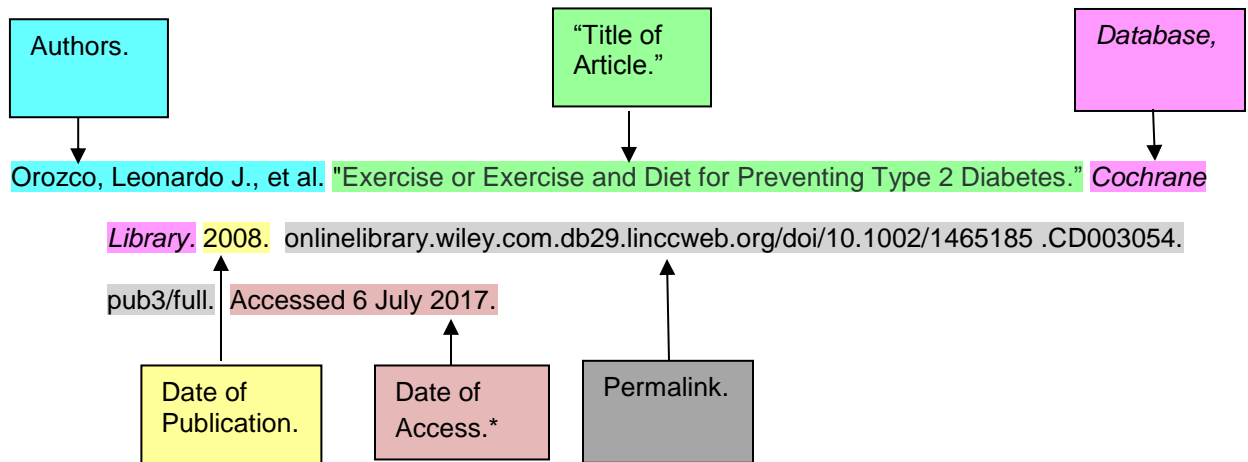 Authors.
“Title of
Article.”
Database,
Orozco, Leonardo J., et al. "Exercise or Exercise and Diet for Preventing Type 2 Diabetes.” Cochrane
Library. 2008. onlinelibrary.wiley.com.db29.linccweb.org/doi/10.1002/1465185 .CD003054.
pub3/full. Accessed 6 July 2017.
Date of
Publication.
Date of
Access.*
Permalink.